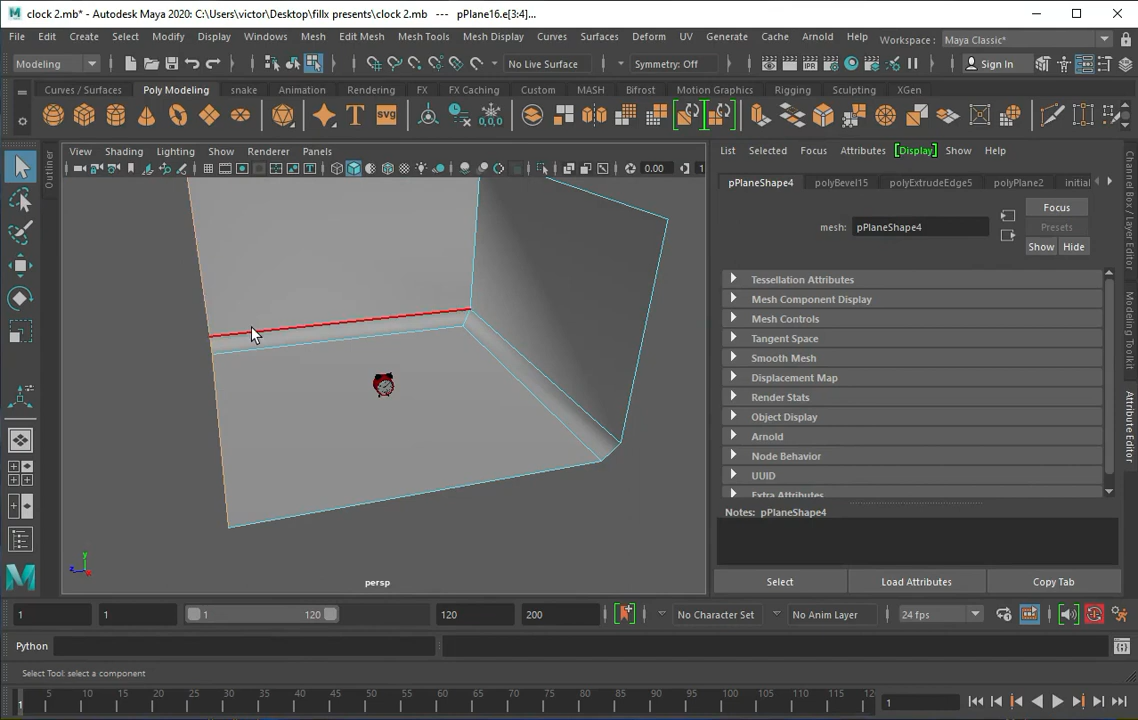 clock 2.mb* - Autodesk Maya 2020: C:\Users\victor\Desktop\fillx presents\clock 2.mb   ---   pPlane16.e[3:4]...
File Edit Create Select Modify Display Windows Mesh Edit Mesh Mesh Tools Mesh Display Curves Surfaces Deform UV Generate Cache Arnold Help Workspace : Maya Classic*
Modeling No Live Surface Symmetry: Off Sign In
Curves / Surfaces Poly Modeling snake Animation Rendering FX FX Caching Custom MASH Bifrost Motion Graphics Rigging Sculpting XGen
View Shading Lighting Show Renderer Panels
0.00 1
List Selected Focus Attributes Display Show Help
pPlaneShape4 polyBevel15 polyExtrudeEdge5 polyPlane2 initial
Outliner
mesh: pPlaneShape4
Focus
Presets
Show Hide
Tessellation Attributes
Mesh Component Display
Mesh Controls
Tangent Space
Smooth Mesh
Displacement Map
Render Stats
Object Display
Arnold
Node Behavior
UUID
Extra Attributes
Notes: pPlaneShape4
Select Load Attributes Copy Tab
Channel Box / Layer Editor
Modeling Toolkit
Attribute Editor
y
z x
persp
1 1 1 120 120 200 No Character Set No Anim Layer 24 fps
Python
Select Tool: select a component
5 10 15 20 25 30 35 40 45 50 55 60 65 70 75 80 85 90 95 100 105 110 115 12
1 1